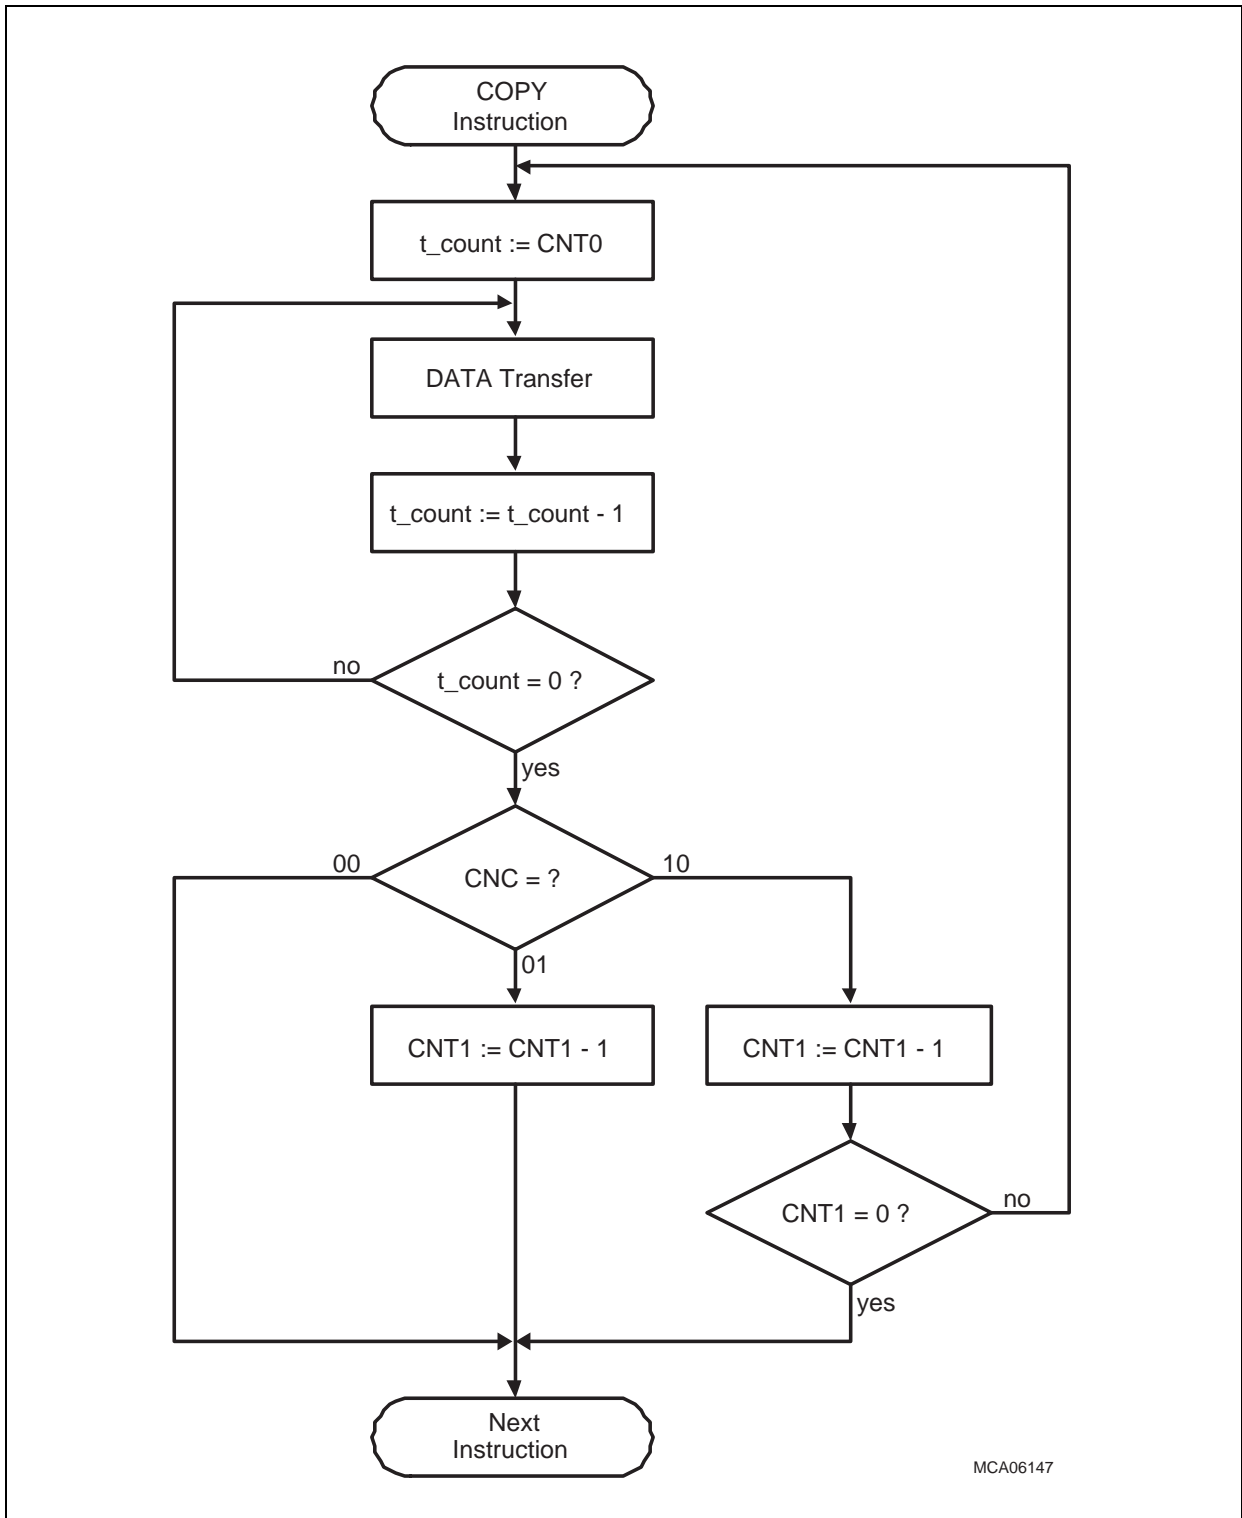 COPY
Instruction
t_count := CNT0
DATA Transfer
t_count := t_count - 1
no
t_count = 0 ?
yes
00
CNC = ?
10
01
CNT1 := CNT1 - 1
CNT1 := CNT1 - 1
CNT1 = 0 ?
no
yes
Next
Instruction
MCA06147